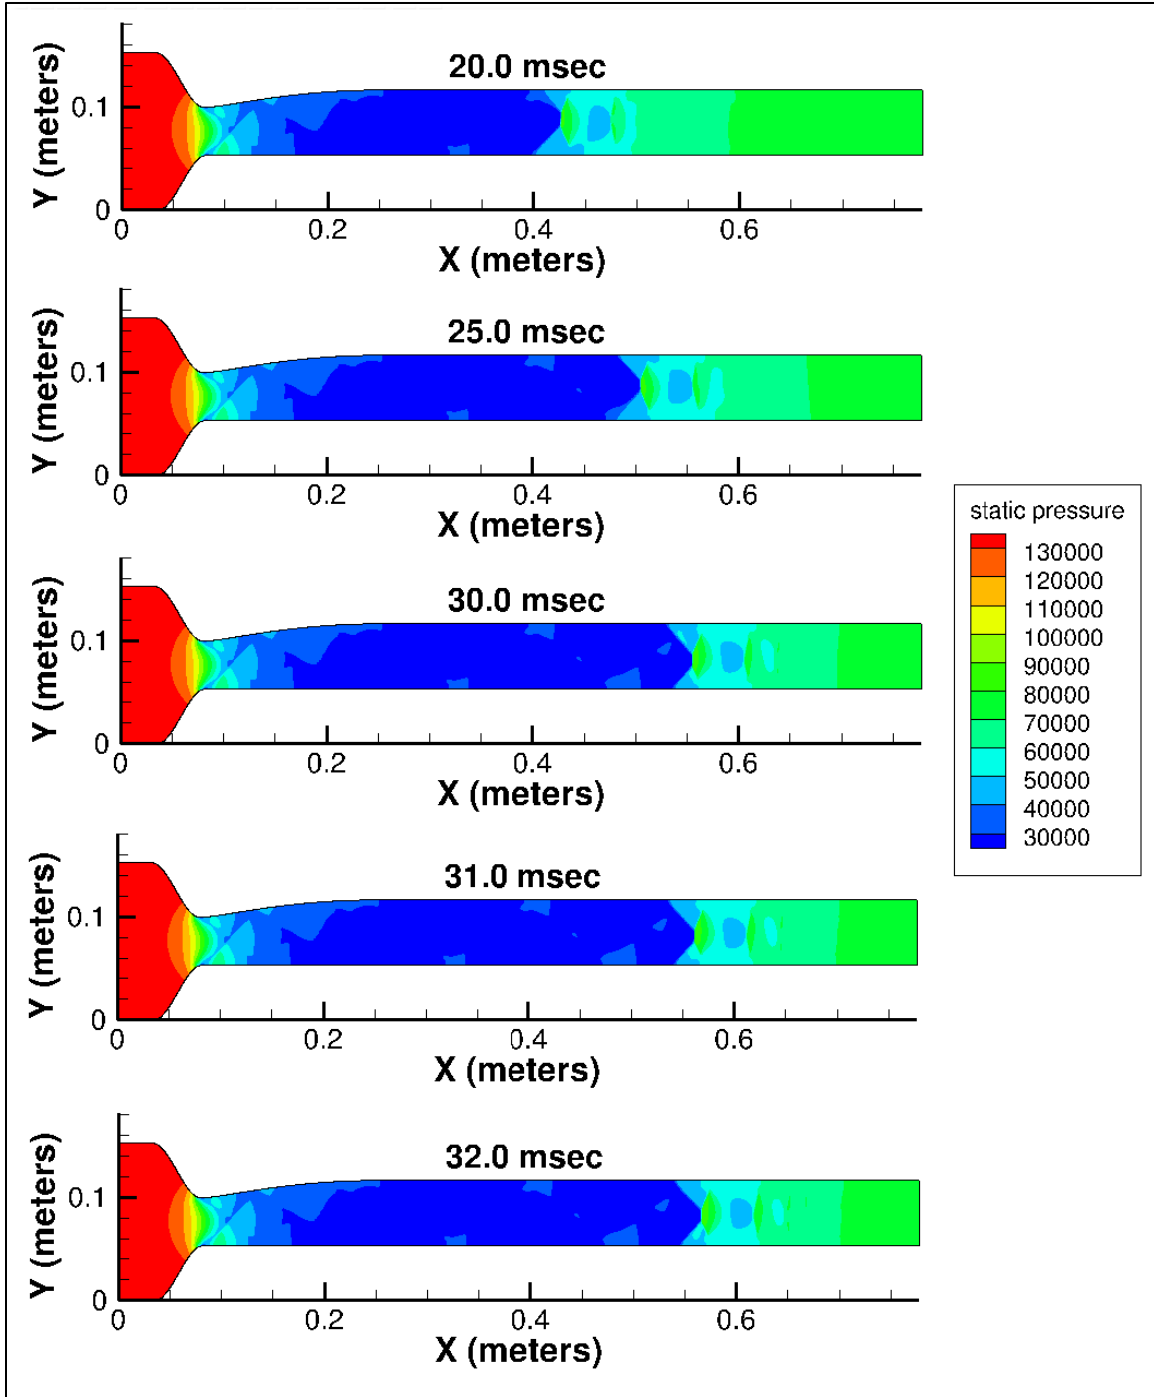 20.0 msec
Y (meters)
0.1
0
0 0.2 0.4 0.6
X (meters)
25.0 msec
Y (meters)
0.1
0
0 0.2 0.4 0.6
X (meters)
30.0 msec
Y (meters)
0.1
0
0 0.2 0.4 0.6
X (meters)
31.0 msec
Y (meters)
0.1
0
0 0.2 0.4 0.6
X (meters)
32.0 msec
Y (meters)
0.1
0
0 0.2 0.4 0.6
X (meters)
static pressure
130000
120000
110000
100000
90000
80000
70000
60000
50000
40000
30000